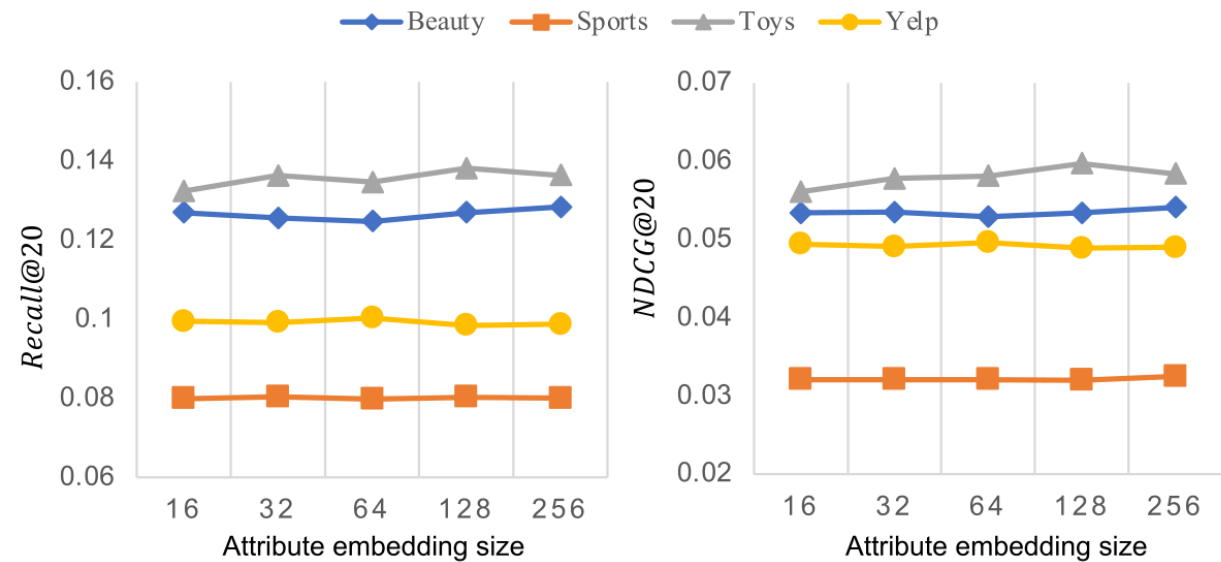 Beauty Sports Toys Yelp
0.16
0.14
0.12
0.1
0.08
0.06
Recall@20
16 32 64 128 256
Attribute embedding size
0.07
0.06
0.05
0.04
0.03
0.02
NDCG@20
16 32 64 128 256
Attribute embedding size